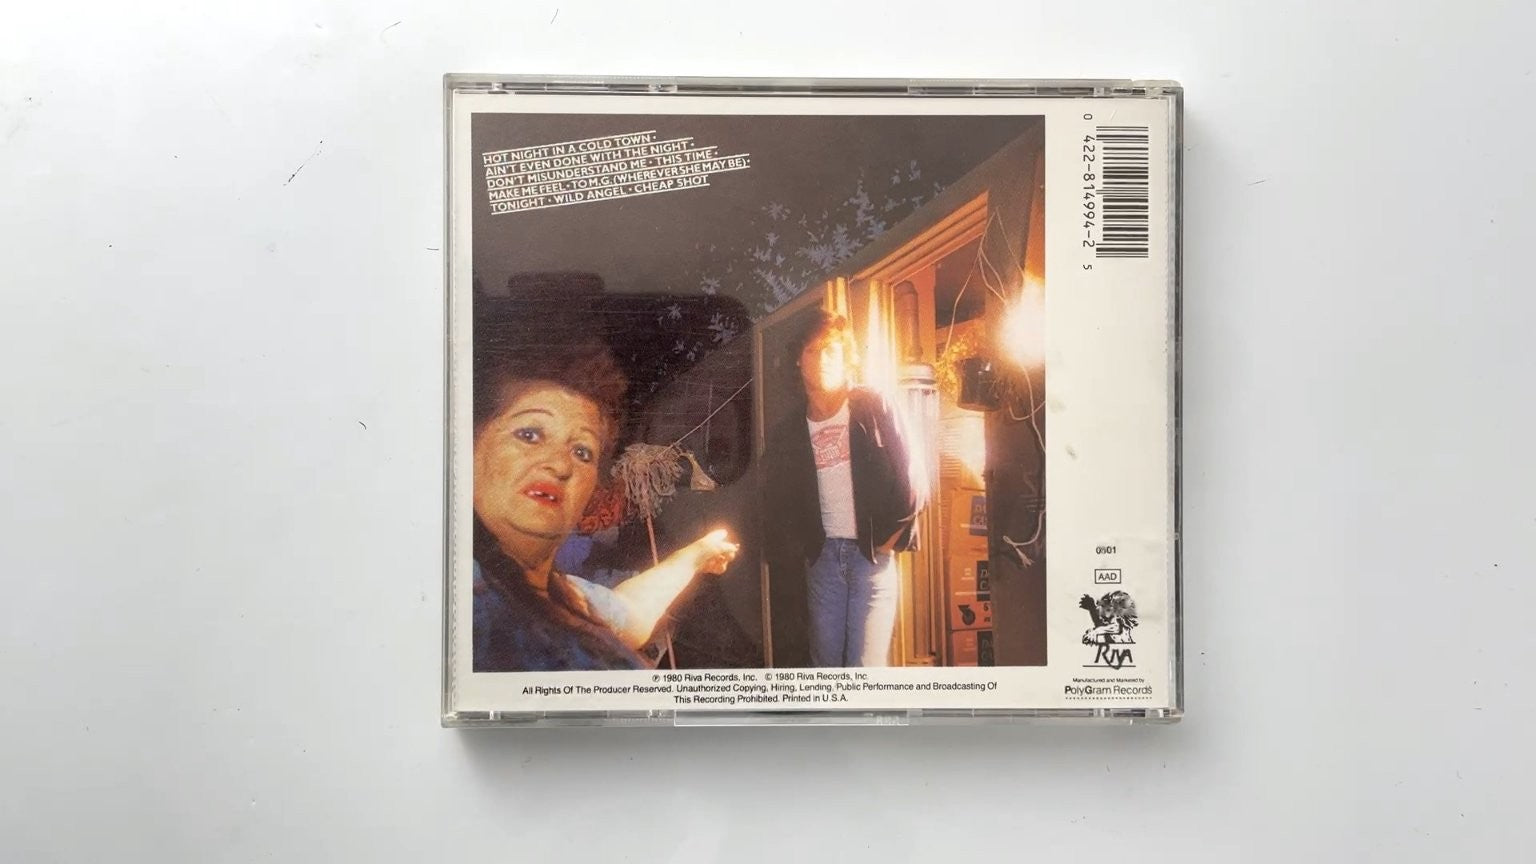 HOT NIGHT IN A COLD TOWN •
AIN'T EVEN DONE WITH THE NIGHT •
DON'T MISUNDERSTAND ME • THIS TIME •
MAKE ME FEEL • TO M.G. (WHEREVER SHE MAY BE) •
TONIGHT • WILD ANGEL • CHEAP SHOT
0 422-814994-2 5
0801
AAD
RIVA
Manufactured and Marketed by
PolyGram Records
℗ 1980 Riva Records, Inc. © 1980 Riva Records, Inc.
All Rights Of The Producer Reserved. Unauthorized Copying, Hiring, Lending, Public Performance and Broadcasting Of
This Recording Prohibited. Printed in U.S.A.